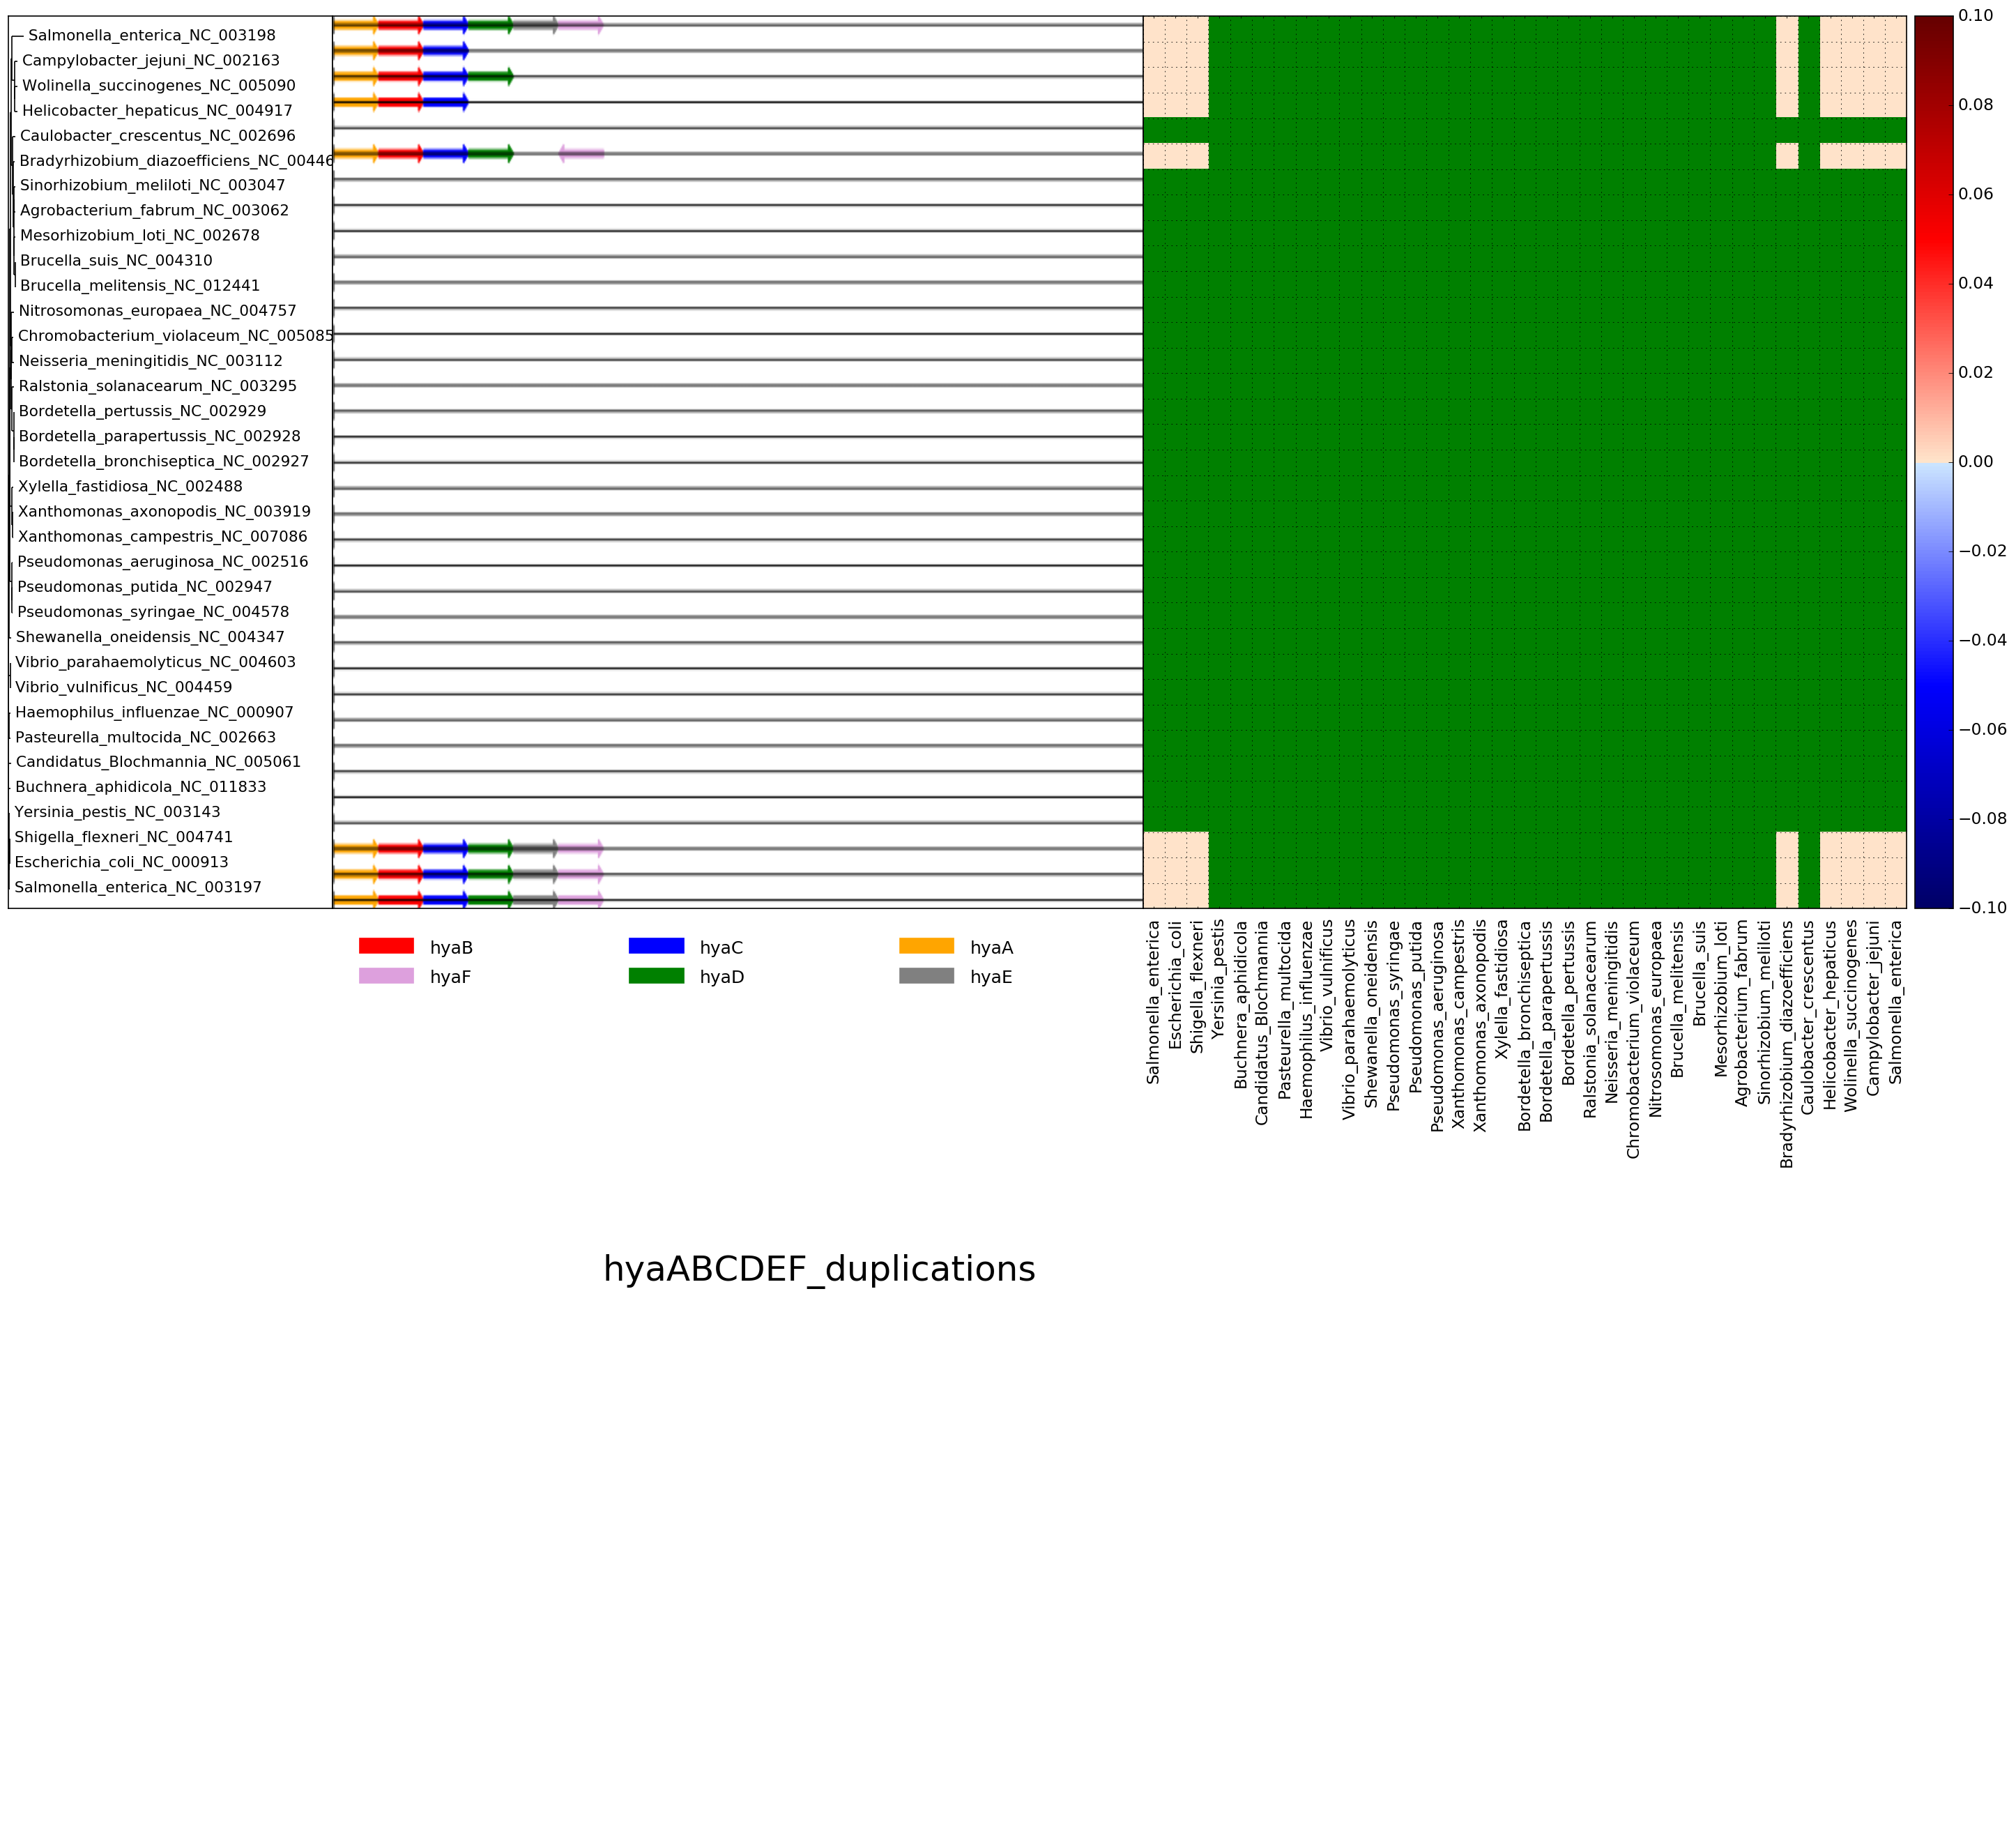 Salmonella_enterica_NC_003198
Campylobacter_jejuni_NC_002163
Wolinella_succinogenes_NC_005090
Helicobacter_hepaticus_NC_004917
Caulobacter_crescentus_NC_002696
Bradyrhizobium_diazoefficiens_NC_00446
Sinorhizobium_meliloti_NC_003047
Agrobacterium_fabrum_NC_003062
Mesorhizobium_loti_NC_002678
Brucella_suis_NC_004310
Brucella_melitensis_NC_012441
Nitrosomonas_europaea_NC_004757
Chromobacterium_violaceum_NC_005085
Neisseria_meningitidis_NC_003112
Ralstonia_solanacearum_NC_003295
Bordetella_pertussis_NC_002929
Bordetella_parapertussis_NC_002928
Bordetella_bronchiseptica_NC_002927
Xylella_fastidiosa_NC_002488
Xanthomonas_axonopodis_NC_003919
Xanthomonas_campestris_NC_007086
Pseudomonas_aeruginosa_NC_002516
Pseudomonas_putida_NC_002947
Pseudomonas_syringae_NC_004578
Shewanella_oneidensis_NC_004347
Vibrio_parahaemolyticus_NC_004603
Vibrio_vulnificus_NC_004459
Haemophilus_influenzae_NC_000907
Pasteurella_multocida_NC_002663
Candidatus_Blochmannia_NC_005061
Buchnera_aphidicola_NC_011833
Yersinia_pestis_NC_003143
Shigella_flexneri_NC_004741
Escherichia_coli_NC_000913
Salmonella_enterica_NC_003197
0.10
0.08
0.06
0.04
0.02
0.00
−0.02
−0.04
−0.06
−0.08
−0.10
Salmonella_enterica
Escherichia_coli
Shigella_flexneri
Yersinia_pestis
Buchnera_aphidicola
Candidatus_Blochmannia
Pasteurella_multocida
Haemophilus_influenzae
Vibrio_vulnificus
Vibrio_parahaemolyticus
Shewanella_oneidensis
Pseudomonas_syringae
Pseudomonas_putida
Pseudomonas_aeruginosa
Xanthomonas_campestris
Xanthomonas_axonopodis
Xylella_fastidiosa
Bordetella_bronchiseptica
Bordetella_parapertussis
Bordetella_pertussis
Ralstonia_solanacearum
Neisseria_meningitidis
Chromobacterium_violaceum
Nitrosomonas_europaea
Brucella_melitensis
Brucella_suis
Mesorhizobium_loti
Agrobacterium_fabrum
Sinorhizobium_meliloti
Bradyrhizobium_diazoefficiens
Caulobacter_crescentus
Helicobacter_hepaticus
Wolinella_succinogenes
Campylobacter_jejuni
Salmonella_enterica
hyaB hyaC hyaA
hyaF hyaD hyaE
hyaABCDEF_duplications